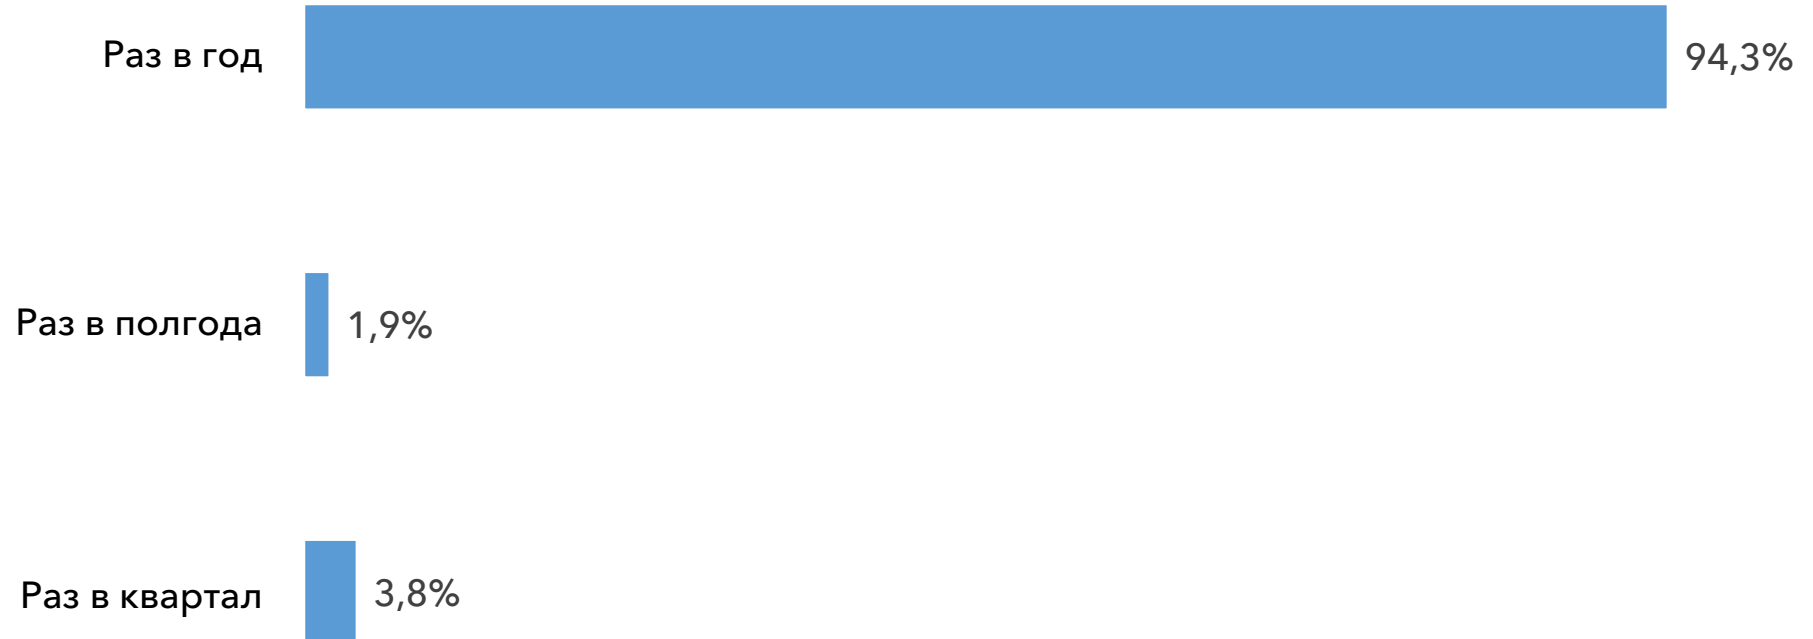 Раз в год 94,3%
Раз в полгода 1,9%
Раз в квартал 3,8%